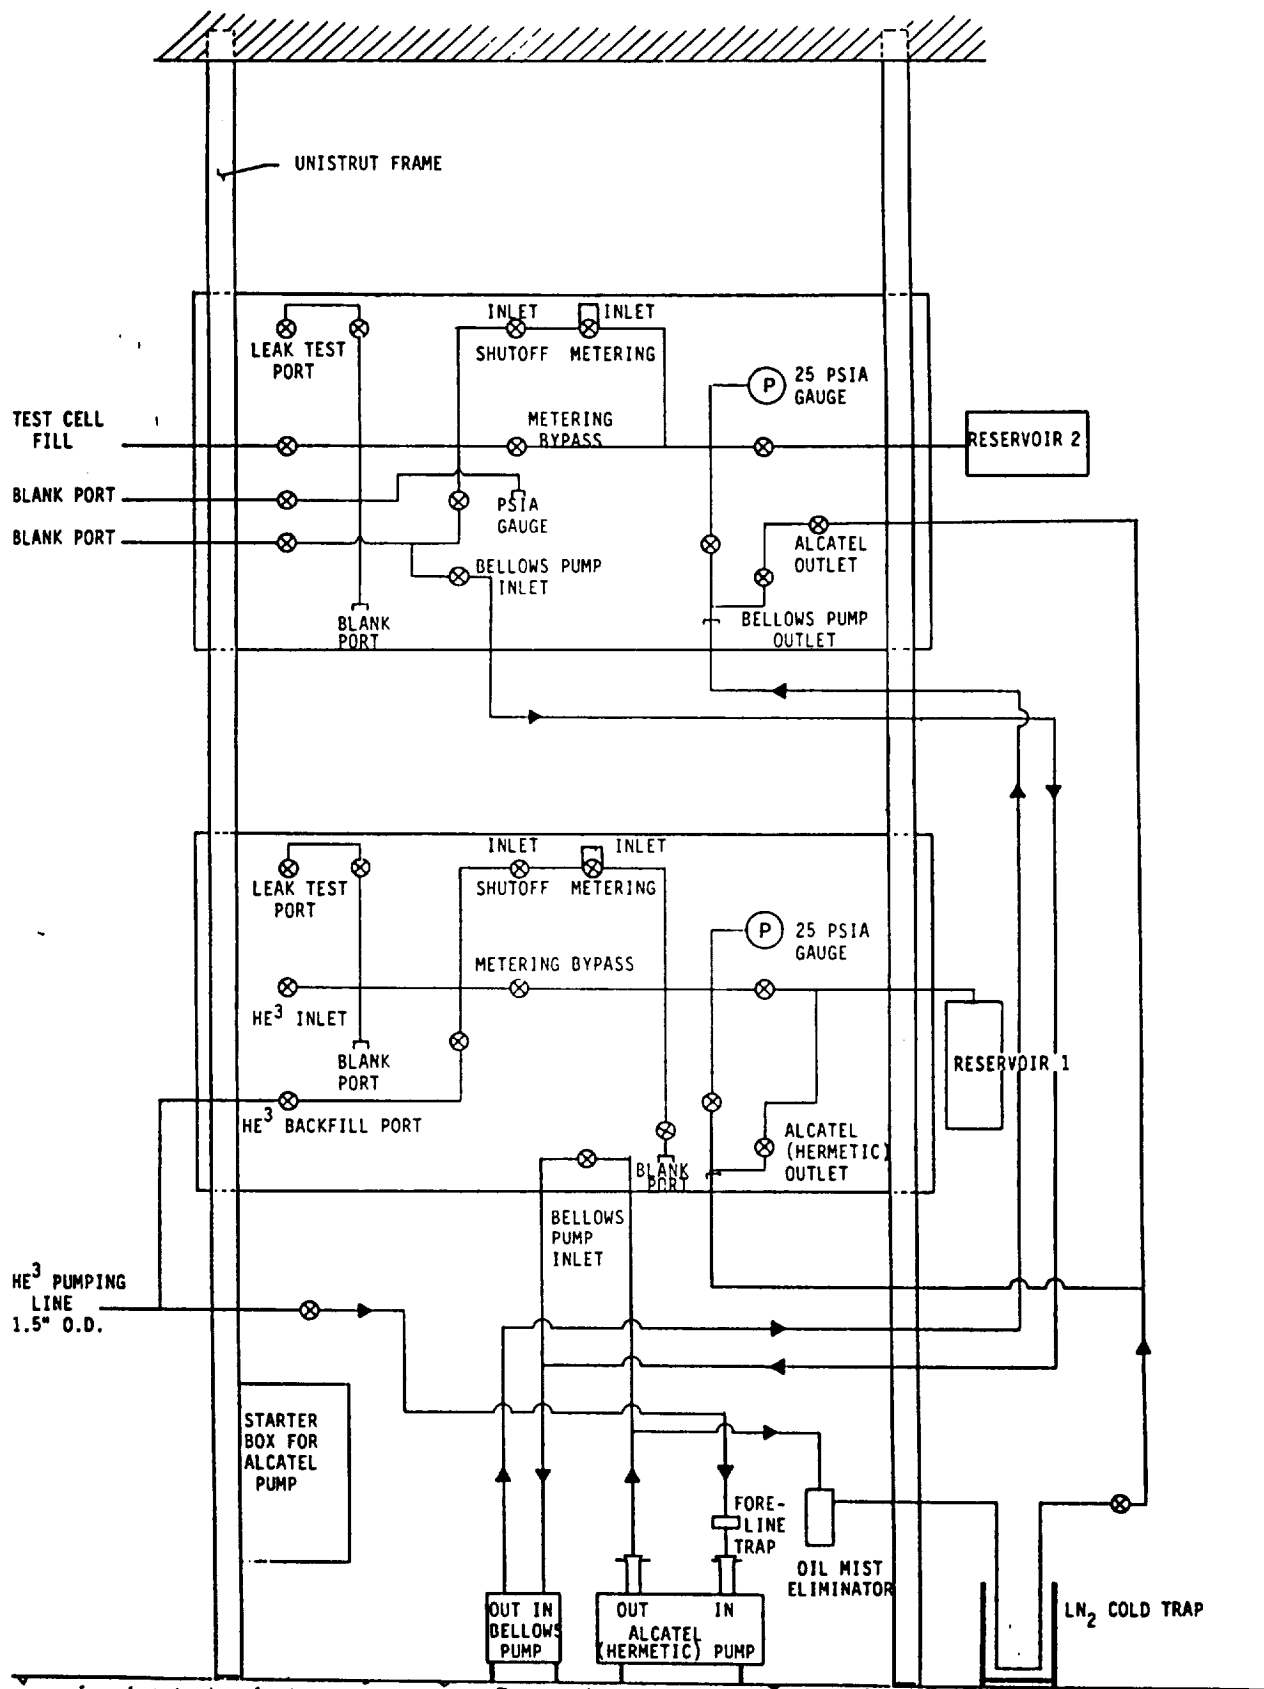 UNISTRUT FRAME
INLET
INLET
LEAK TEST
PORT
SHUTOFF
METERING
P
25 PSIA
GAUGE
TEST CELL
FILL
METERING
BYPASS
RESERVOIR 2
BLANK PORT
PSIA
GAUGE
BLANK PORT
ALCATEL
OUTLET
BELLOWS PUMP
INLET
BLANK
PORT
BELLOWS PUMP
OUTLET
INLET
INLET
LEAK TEST
PORT
SHUTOFF
METERING
P
25 PSIA
GAUGE
METERING BYPASS
HE³ INLET
BLANK
PORT
RESERVOIR 1
HE³ BACKFILL PORT
ALCATEL
(HERMETIC)
OUTLET
BLANK
PORT
BELLOWS
PUMP
INLET
HE³ PUMPING
LINE
1.5" O.D.
STARTER
BOX FOR
ALCATEL
PUMP
FORE-
LINE
TRAP
OIL MIST
ELIMINATOR
OUT IN
BELLOWS
PUMP
OUT IN
ALCATEL
(HERMETIC) PUMP
LN₂ COLD TRAP